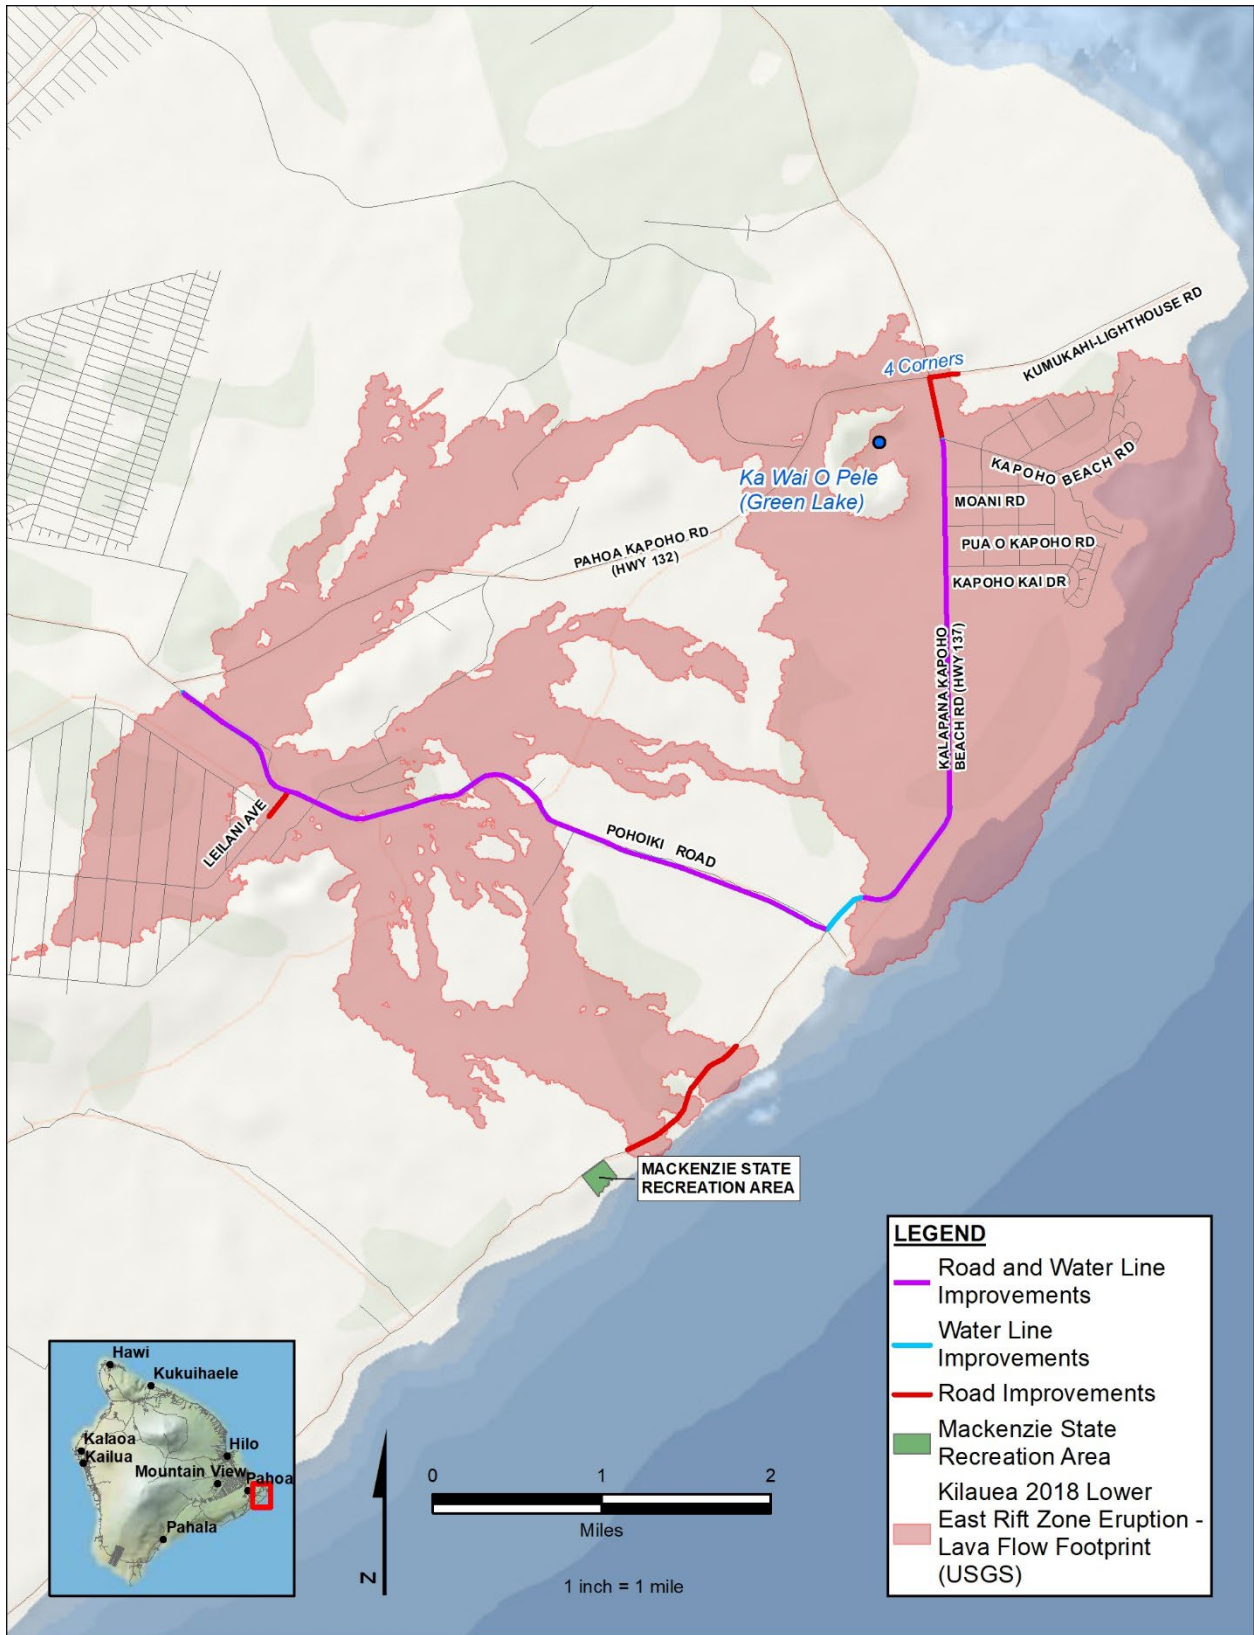 KUMUKAHI-LIGHTHOUSE RD
4 Corners
KAPOHO BEACH RD
Ka Wai O Pele
(Green Lake)
MOANI RD
PUA O KAPOHO RD
PAHOA KAPOHO RD
(HWY 132)
KAPOHO KAI DR
KALAPANA KAPOHO
BEACH RD (HWY 137)
LEILANI AVE
POHOIKI ROAD
MACKENZIE STATE
RECREATION AREA
LEGEND
Road and Water Line
Improvements
Water Line
Improvements
Road Improvements
Mackenzie State
Recreation Area
Kilauea 2018 Lower
East Rift Zone Eruption -
Lava Flow Footprint
(USGS)
Hawi
Kukuihaele
Kalaoa
Kailua
Hilo
Mountain View
Pahoa
Pahala
N
0 1 2
Miles
1 inch = 1 mile